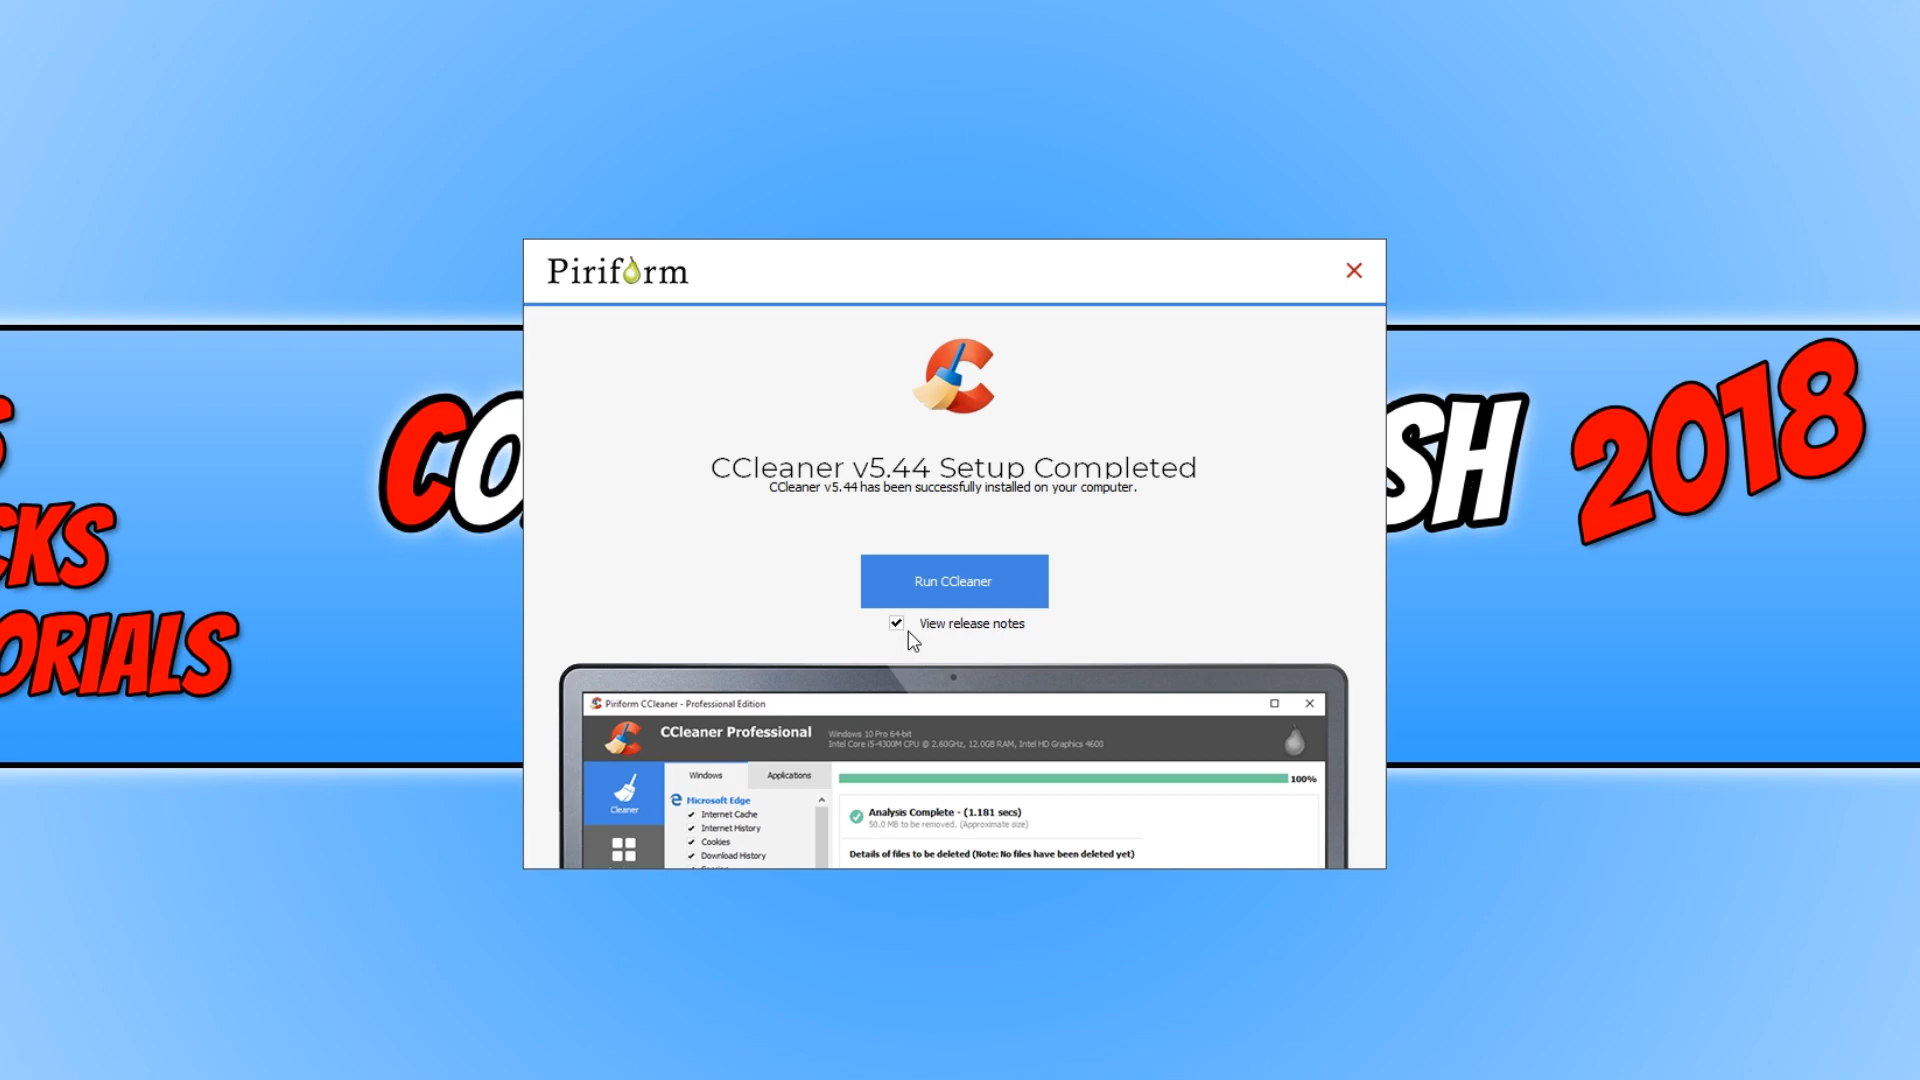 Piriform
CO SH 2018
CKS
ORIALS
CCleaner v5.44 Setup Completed
CCleaner v5.44 has been successfully installed on your computer.
Run CCleaner
View release notes
Piriform CCleaner - Professional Edition
CCleaner Professional
Windows 10 Pro 64-bit
Intel Core i5-4300M CPU @ 2.60GHz, 12.0GB RAM, Intel HD Graphics 4600
Cleaner
Windows Applications
100%
Microsoft Edge
Internet Cache
Internet History
Cookies
Download History
Analysis Complete - (1.181 secs)
50.0 MB to be removed. (Approximate size)
Details of files to be deleted (Note: No files have been deleted yet)